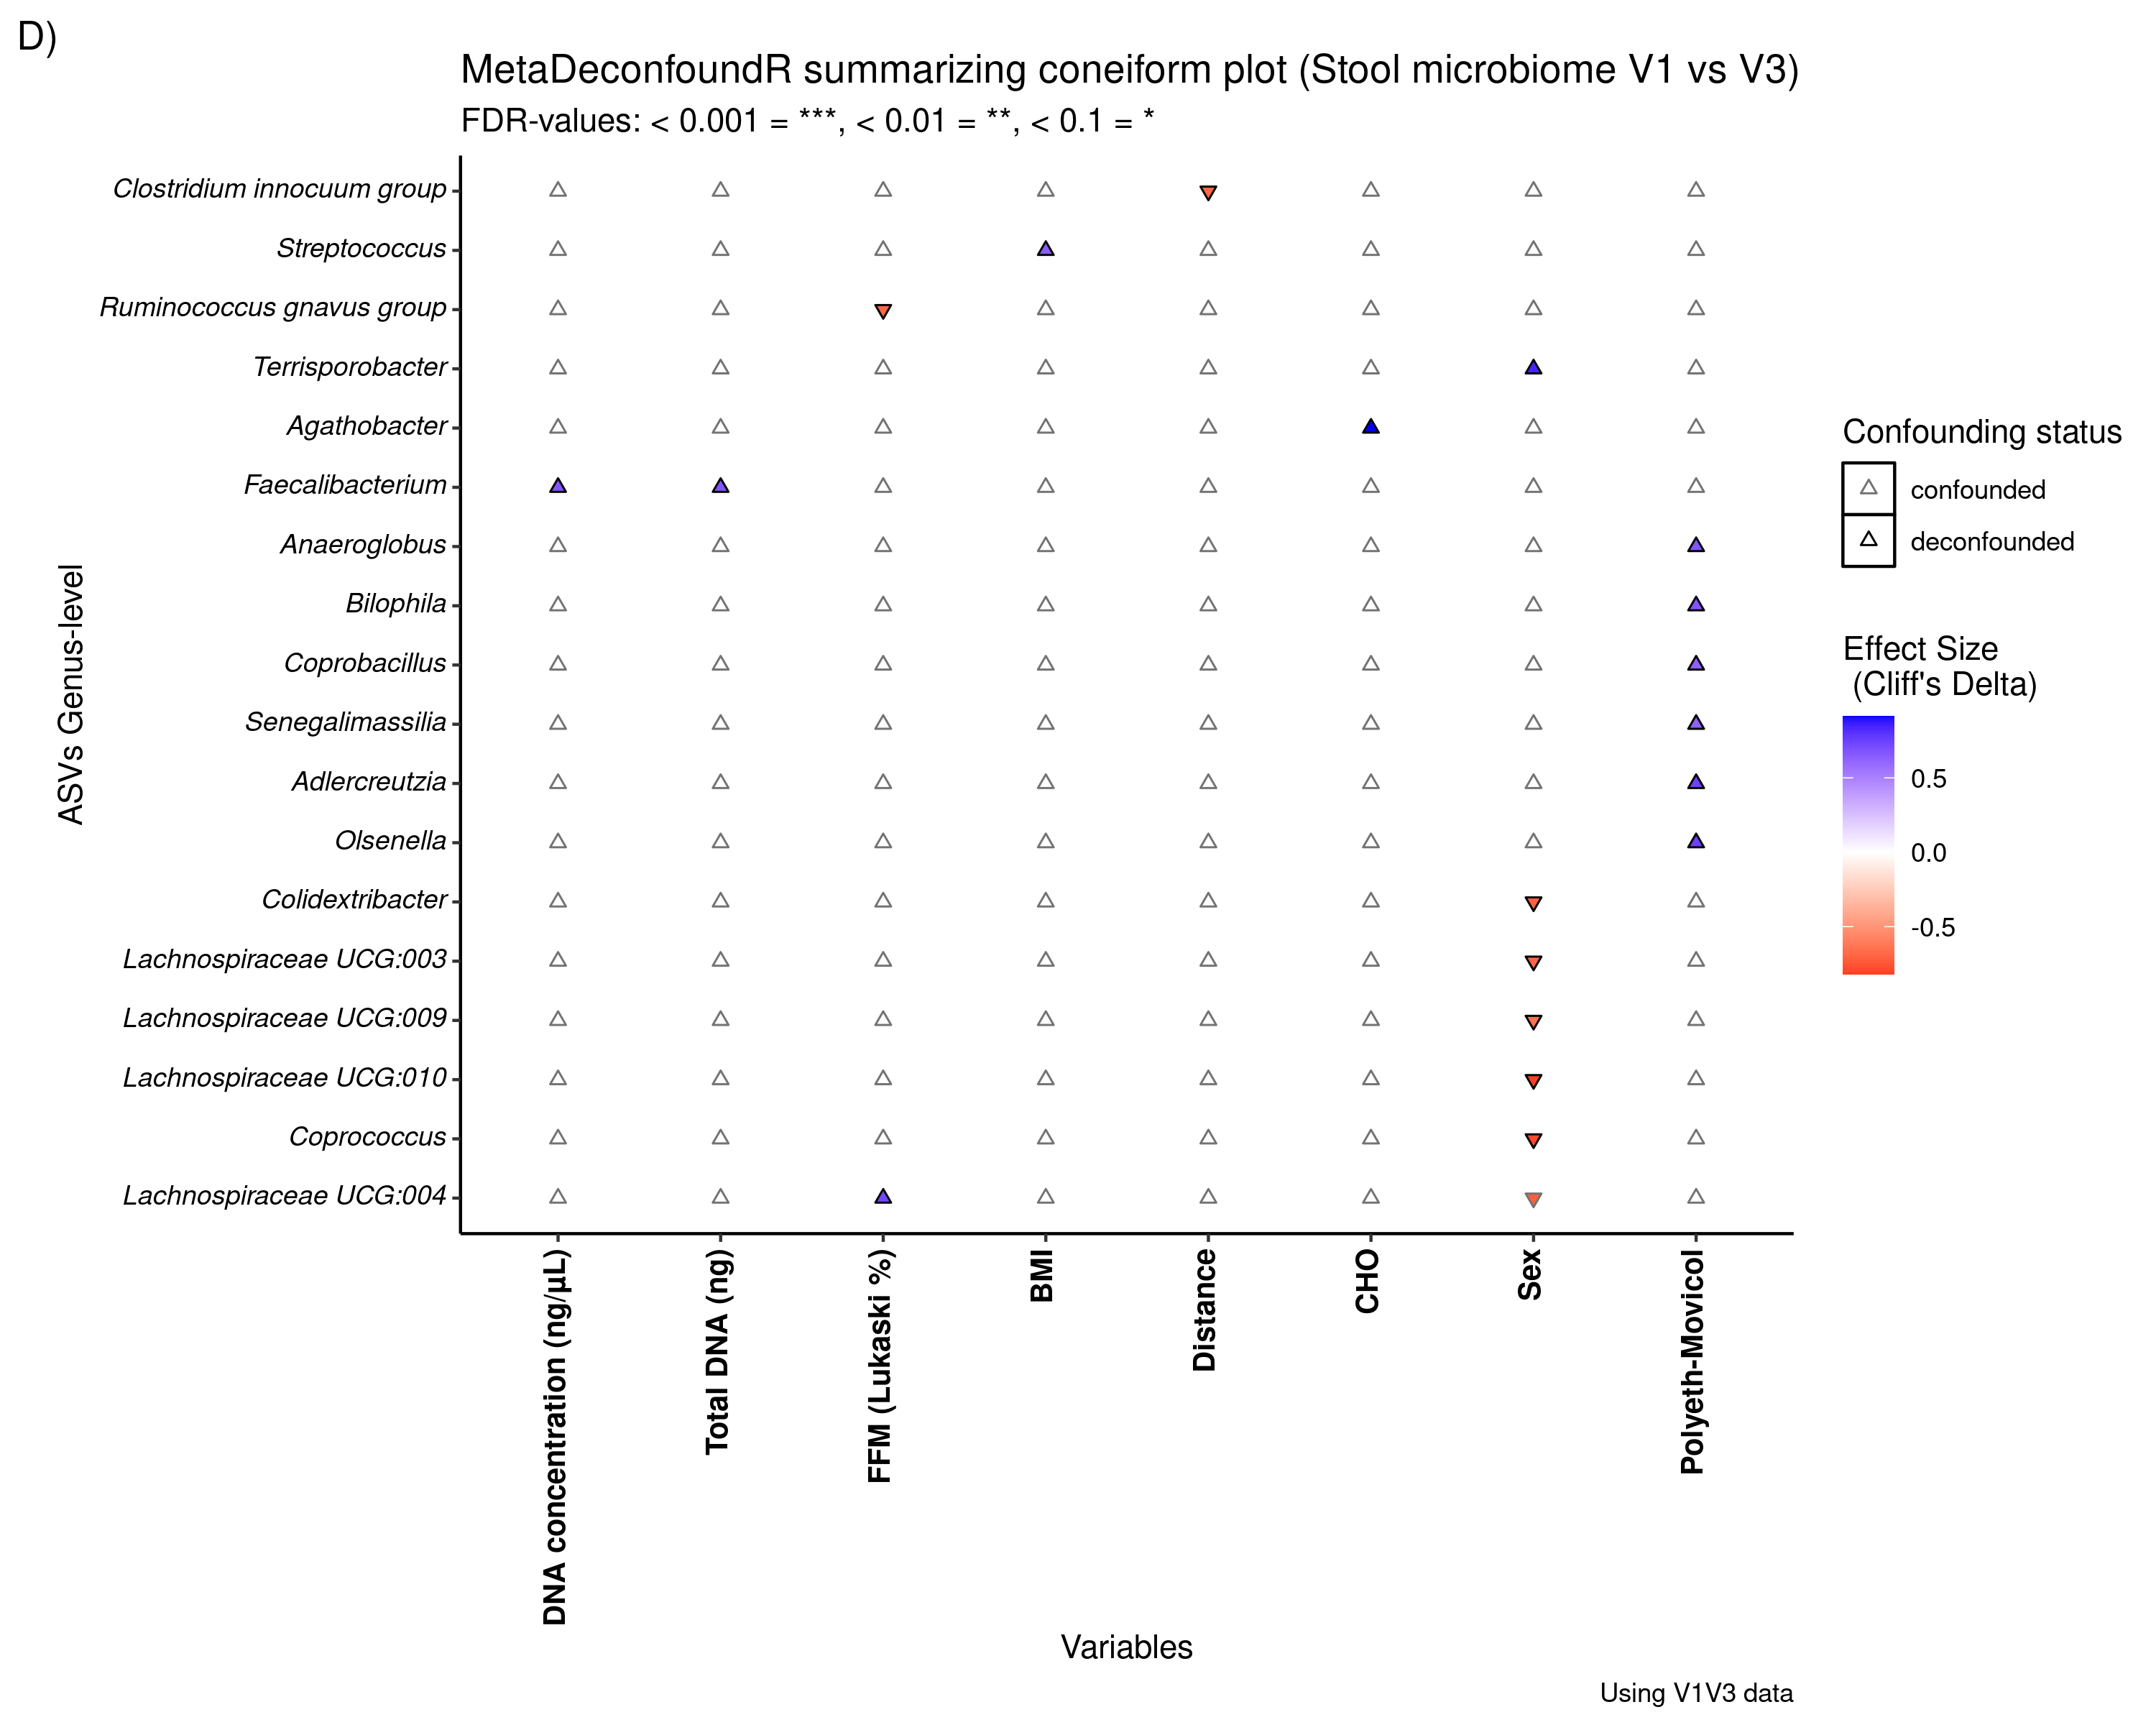 D)
MetaDeconfoundR summarizing coneiform plot (Stool microbiome V1 vs V3)
FDR-values: < 0.001 = ***, < 0.01 = **, < 0.1 = *
ASVs Genus-level
Clostridium innocuum group
Streptococcus
Ruminococcus gnavus group
Terrisporobacter
Agathobacter
Faecalibacterium
Anaeroglobus
Bilophila
Coprobacillus
Senegalimassilia
Adlercreutzia
Olsenella
Colidextribacter
Lachnospiraceae UCG:003
Lachnospiraceae UCG:009
Lachnospiraceae UCG:010
Coprococcus
Lachnospiraceae UCG:004
DNA concentration (ng/µL)
Total DNA (ng)
FFM (Lukaski %)
BMI
Distance
CHO
Sex
Polyeth-Movicol
Variables
Confounding status
confounded
deconfounded
Effect Size
(Cliff's Delta)
0.5
0.0
-0.5
Using V1V3 data